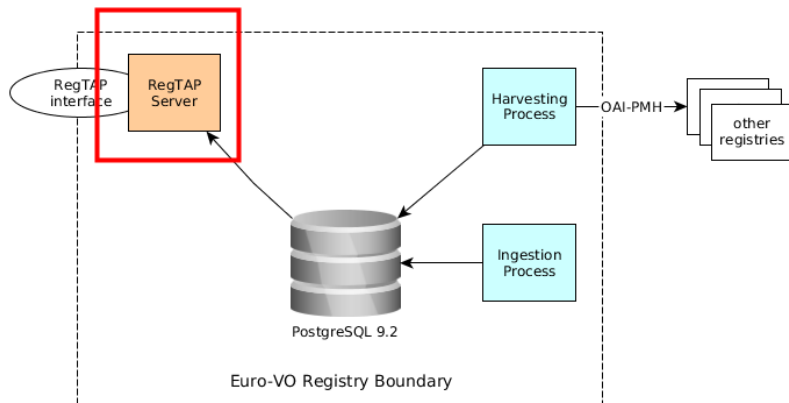 RegTAP
interface
RegTAP
Server
Harvesting
Process
OAI-PMH
other
registries
Ingestion
Process
PostgreSQL 9.2
Euro-VO Registry Boundary